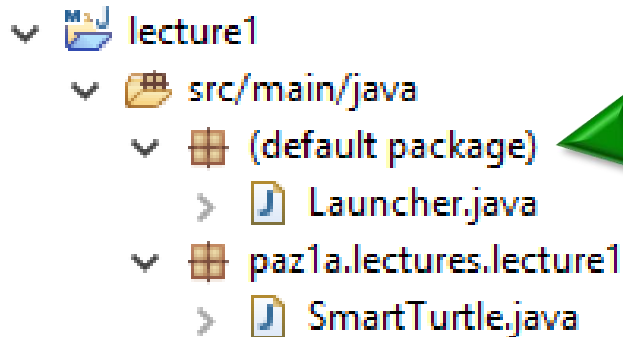 lecture1
src/main/java
(default package)
Launcher.java
paz1a.lectures.lecture1
SmartTurtle.java